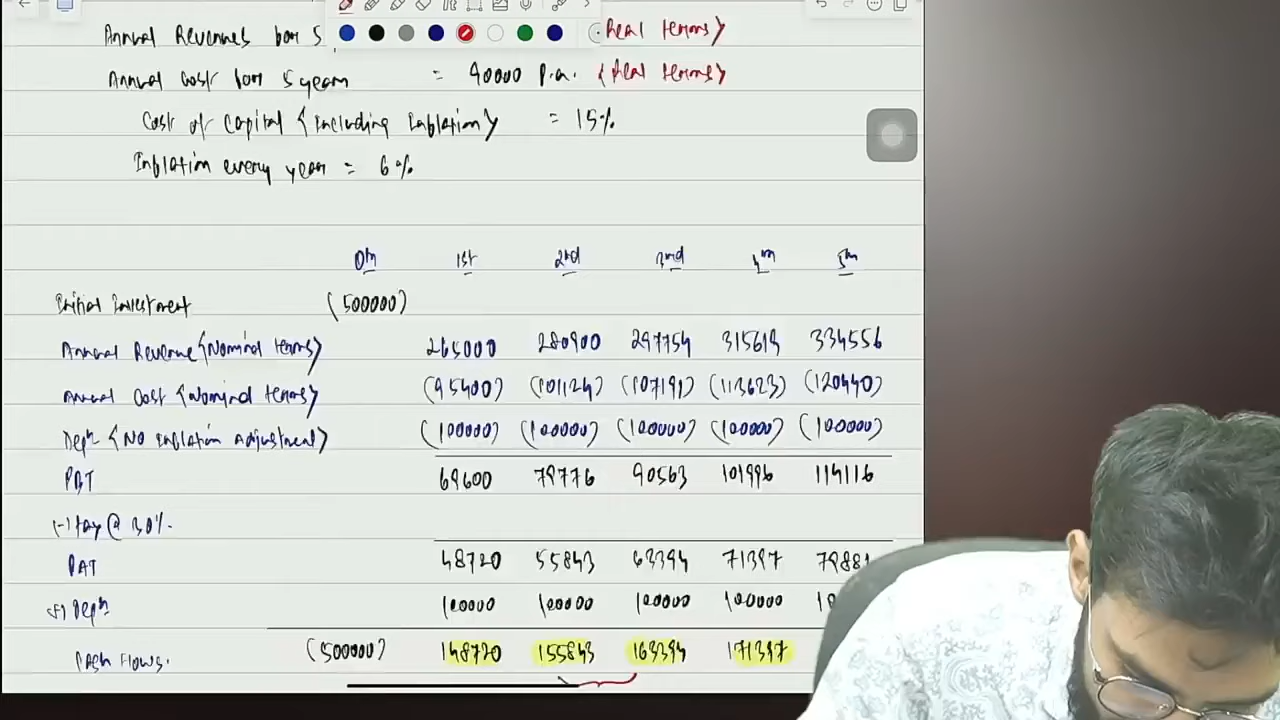 Annual Revenues for 5 Real terms}
Annual Cost for 5 years = 90000 P.a. {Real terms}
Cost of Capital {Including Inflation} = 15%
Inflation every year = 6%
0th 1st 2nd 3rd 4th 5th
Initial Investment (500000)
Annual Revenue {Nominal terms} 265000 280900 297754 315619 334556
Annual Cost {Nominal terms} (95400) (101124) (107191) (113623) (120440)
Depn {No Inflation Adjustment} (100000) (100000) (100000) (100000) (100000)
PBT 69600 79776 90563 101996 114116
(-) Tax @ 30%.
PAT 48720 55843 63394 71397 79881
(+) Depn 100000 100000 100000 100000 10
Cash Flows. (500000) 148720 155843 163394 171397